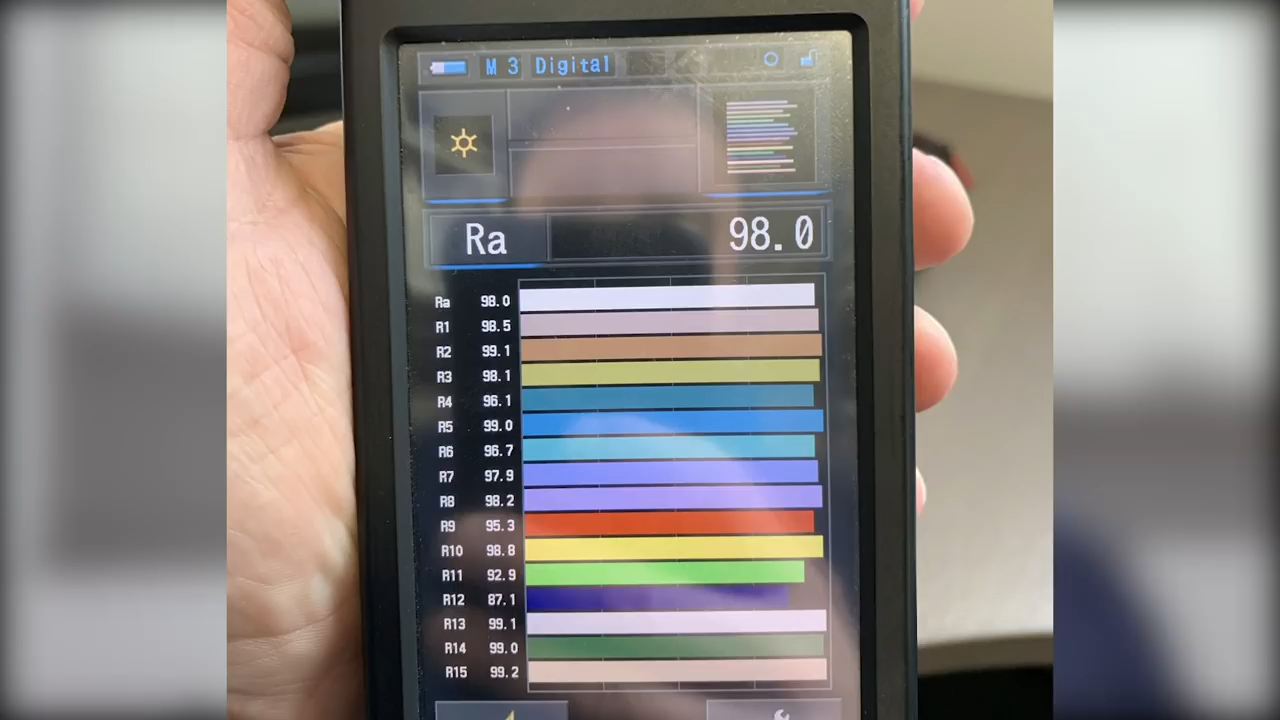 M 3 Digital
Ra 98.0
Ra 98.0
R1 98.5
R2 99.1
R3 98.1
R4 96.1
R5 99.0
R6 96.7
R7 97.9
R8 98.2
R9 95.3
R10 98.8
R11 92.9
R12 87.1
R13 99.1
R14 99.0
R15 99.2